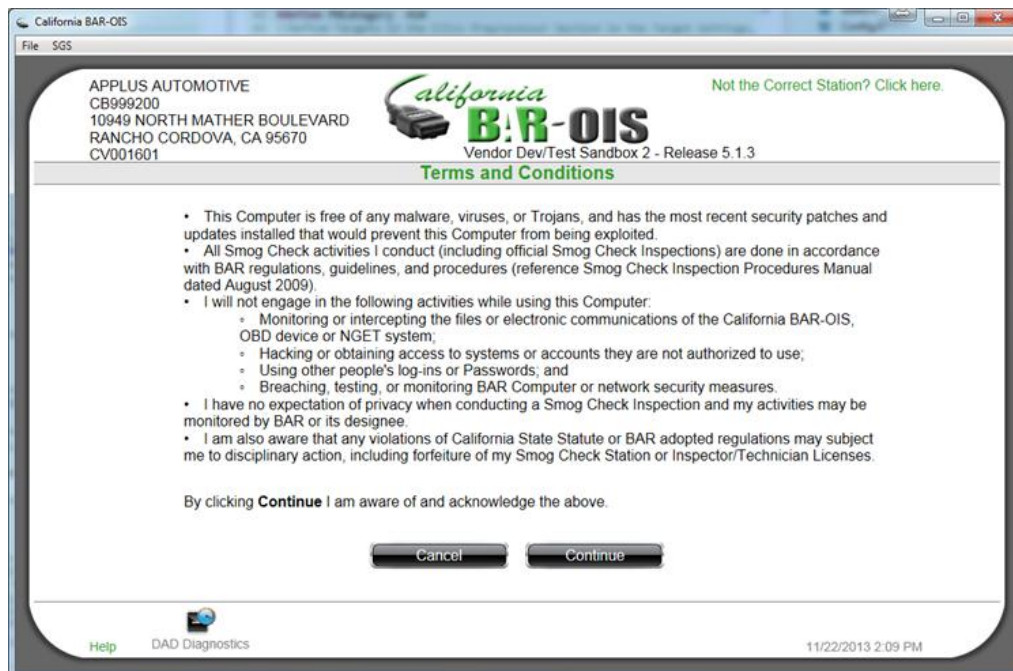 California BAR-OIS
File SGS
APPLUS AUTOMOTIVE
CB999200
10949 NORTH MATHER BOULEVARD
RANCHO CORDOVA, CA 95670
CV001601
California
BAR-OIS
Vendor Dev/Test Sandbox 2 - Release 5.1.3
Not the Correct Station? Click here.
Terms and Conditions
• This Computer is free of any malware, viruses, or Trojans, and has the most recent security patches and
updates installed that would prevent this Computer from being exploited.
• All Smog Check activities I conduct (including official Smog Check Inspections) are done in accordance
with BAR regulations, guidelines, and procedures (reference Smog Check Inspection Procedures Manual
dated August 2009).
• I will not engage in the following activities while using this Computer:
◦ Monitoring or intercepting the files or electronic communications of the California BAR-OIS,
OBD device or NGET system;
◦ Hacking or obtaining access to systems or accounts they are not authorized to use;
◦ Using other people's log-ins or Passwords; and
◦ Breaching, testing, or monitoring BAR Computer or network security measures.
• I have no expectation of privacy when conducting a Smog Check Inspection and my activities may be
monitored by BAR or its designee.
• I am also aware that any violations of California State Statute or BAR adopted regulations may subject
me to disciplinary action, including forfeiture of my Smog Check Station or Inspector/Technician Licenses.
By clicking Continue I am aware of and acknowledge the above.
Cancel Continue
Help DAD Diagnostics 11/22/2013 2:09 PM